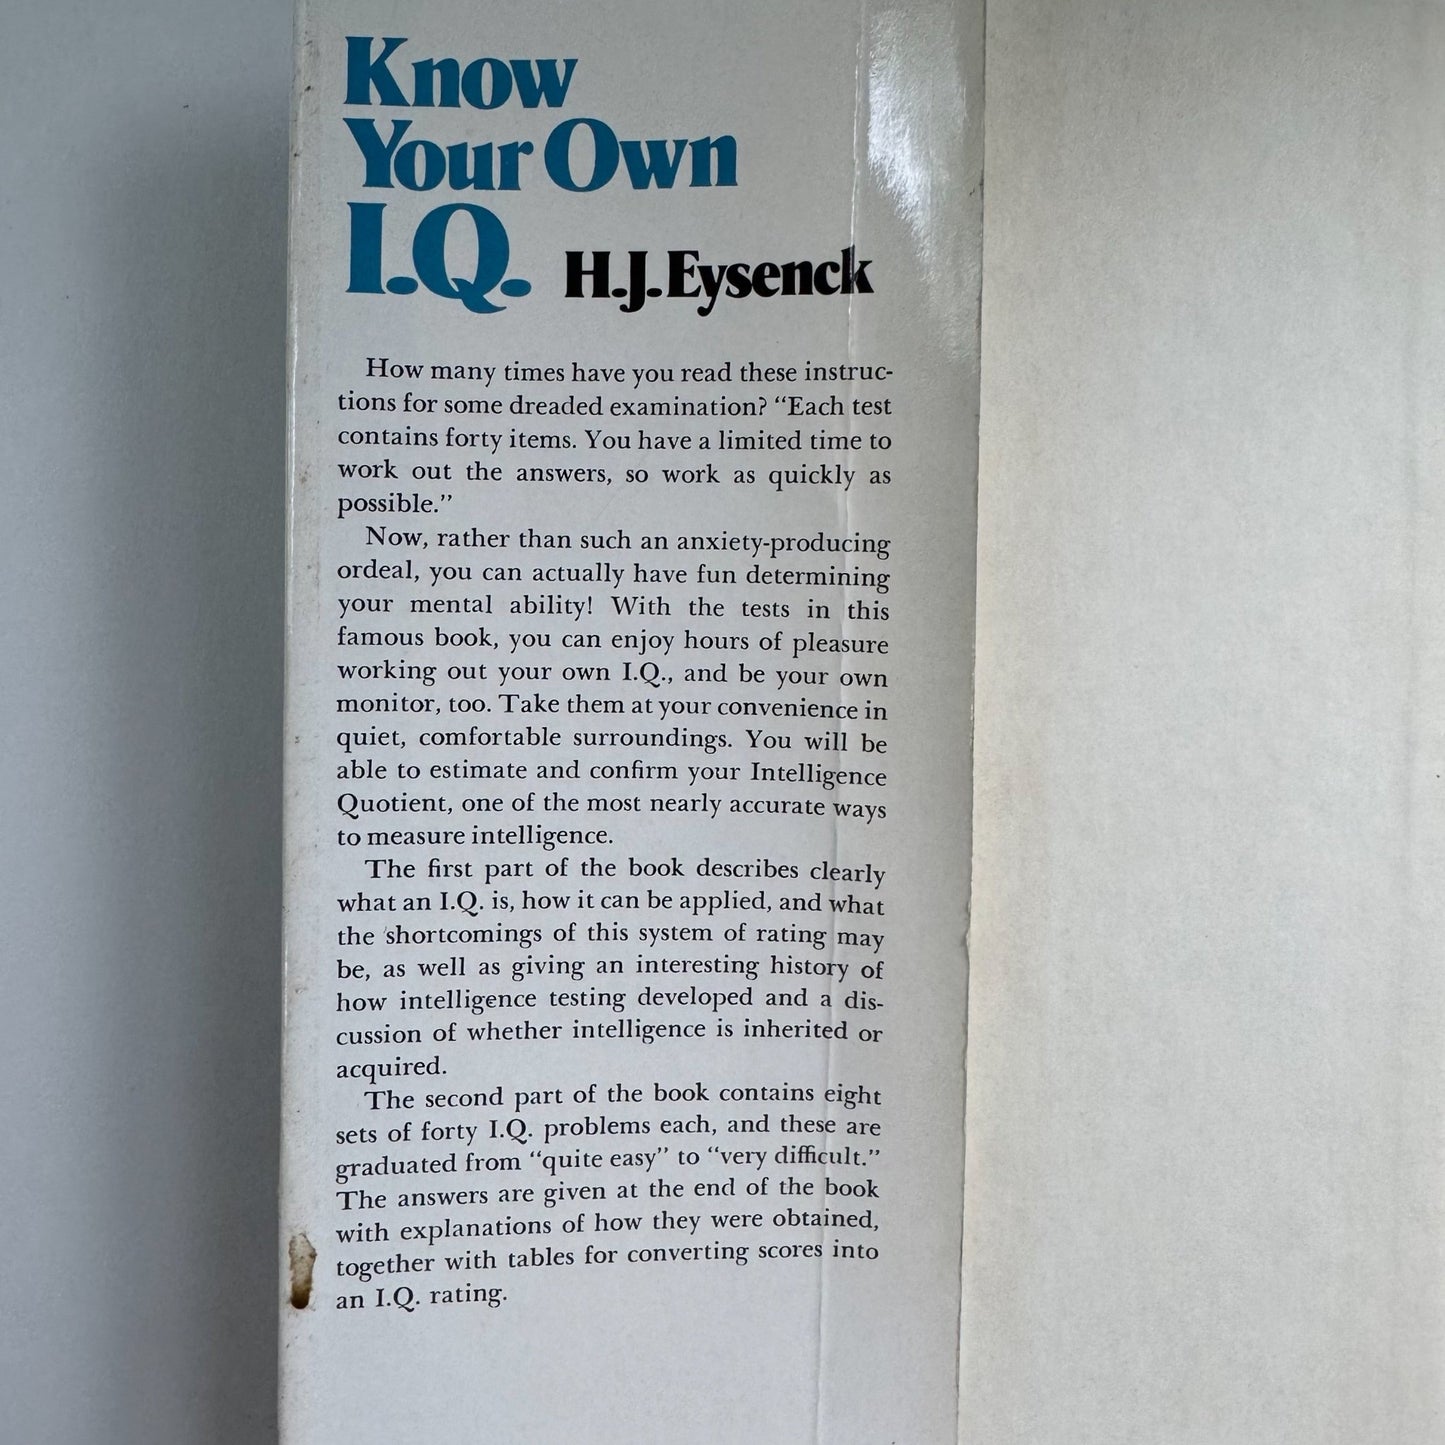 Know
Your Own
I.Q. H.J. Eysenck
How many times have you read these instruc-
tions for some dreaded examination? “Each test
contains forty items. You have a limited time to
work out the answers, so work as quickly as
possible.”
Now, rather than such an anxiety-producing
ordeal, you can actually have fun determining
your mental ability! With the tests in this
famous book, you can enjoy hours of pleasure
working out your own I.Q., and be your own
monitor, too. Take them at your convenience in
quiet, comfortable surroundings. You will be
able to estimate and confirm your Intelligence
Quotient, one of the most nearly accurate ways
to measure intelligence.
The first part of the book describes clearly
what an I.Q. is, how it can be applied, and what
the shortcomings of this system of rating may
be, as well as giving an interesting history of
how intelligence testing developed and a dis-
cussion of whether intelligence is inherited or
acquired.
The second part of the book contains eight
sets of forty I.Q. problems each, and these are
graduated from “quite easy” to “very difficult.”
The answers are given at the end of the book
with explanations of how they were obtained,
together with tables for converting scores into
an I.Q. rating.